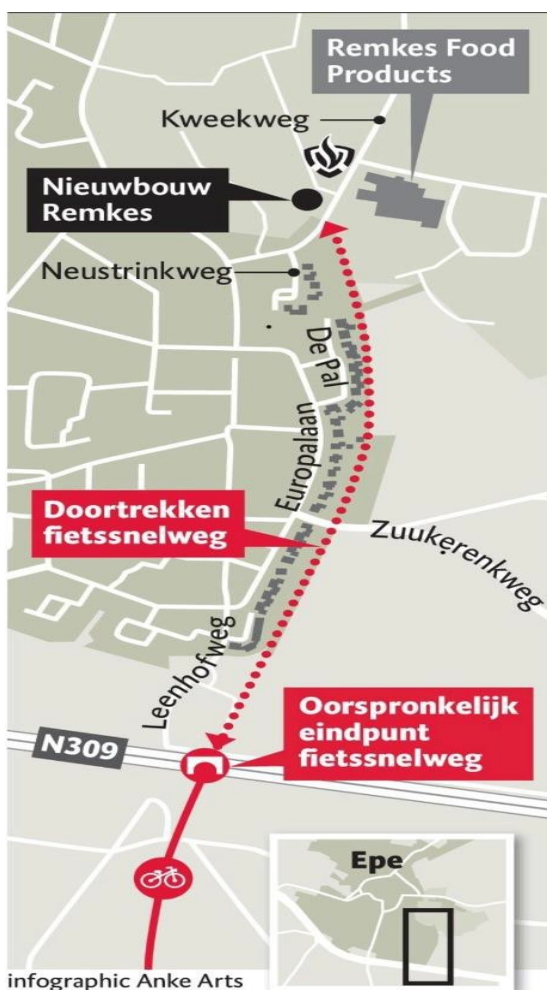 Remkes Food
Products
Kweekweg
Nieuwbouw
Remkes
Neustrinkweg
De Pal
Europalaan
Doortrekken
fietssnelweg
Zuukerenkweg
Leenhofweg
Oorspronkelijk
eindpunt
fietssnelweg
N309
Epe
infographic Anke Arts